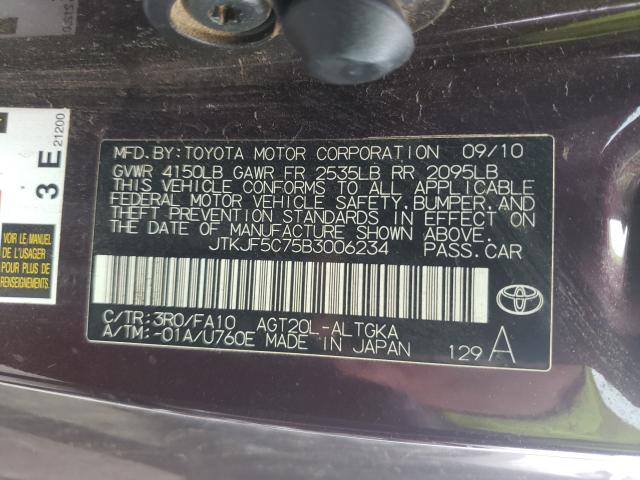 MFD.BY:TOYOTA MOTOR CORPORATION 09/10
GVWR 4150LB GAWR FR 2535LB RR 2095LB
THIS VEHICLE CONFORMS TO ALL APPLICABLE
FEDERAL MOTOR VEHICLE SAFETY, BUMPER, AND
THEFT PREVENTION STANDARDS IN EFFECT ON
THE DATE OF MANUFACTURE SHOWN ABOVE.
JTKJF5C75B3006234 PASS.CAR
C/TR:3R0/FA10 AGT20L-ALTGKA
A/TM:-01A/U760E MADE IN JAPAN 129 A
TOYOTA
3 E
21200
VOIR LE MANUEL
DE L'USAGER
POUR PLUS DE
RENSEIGNEMENTS